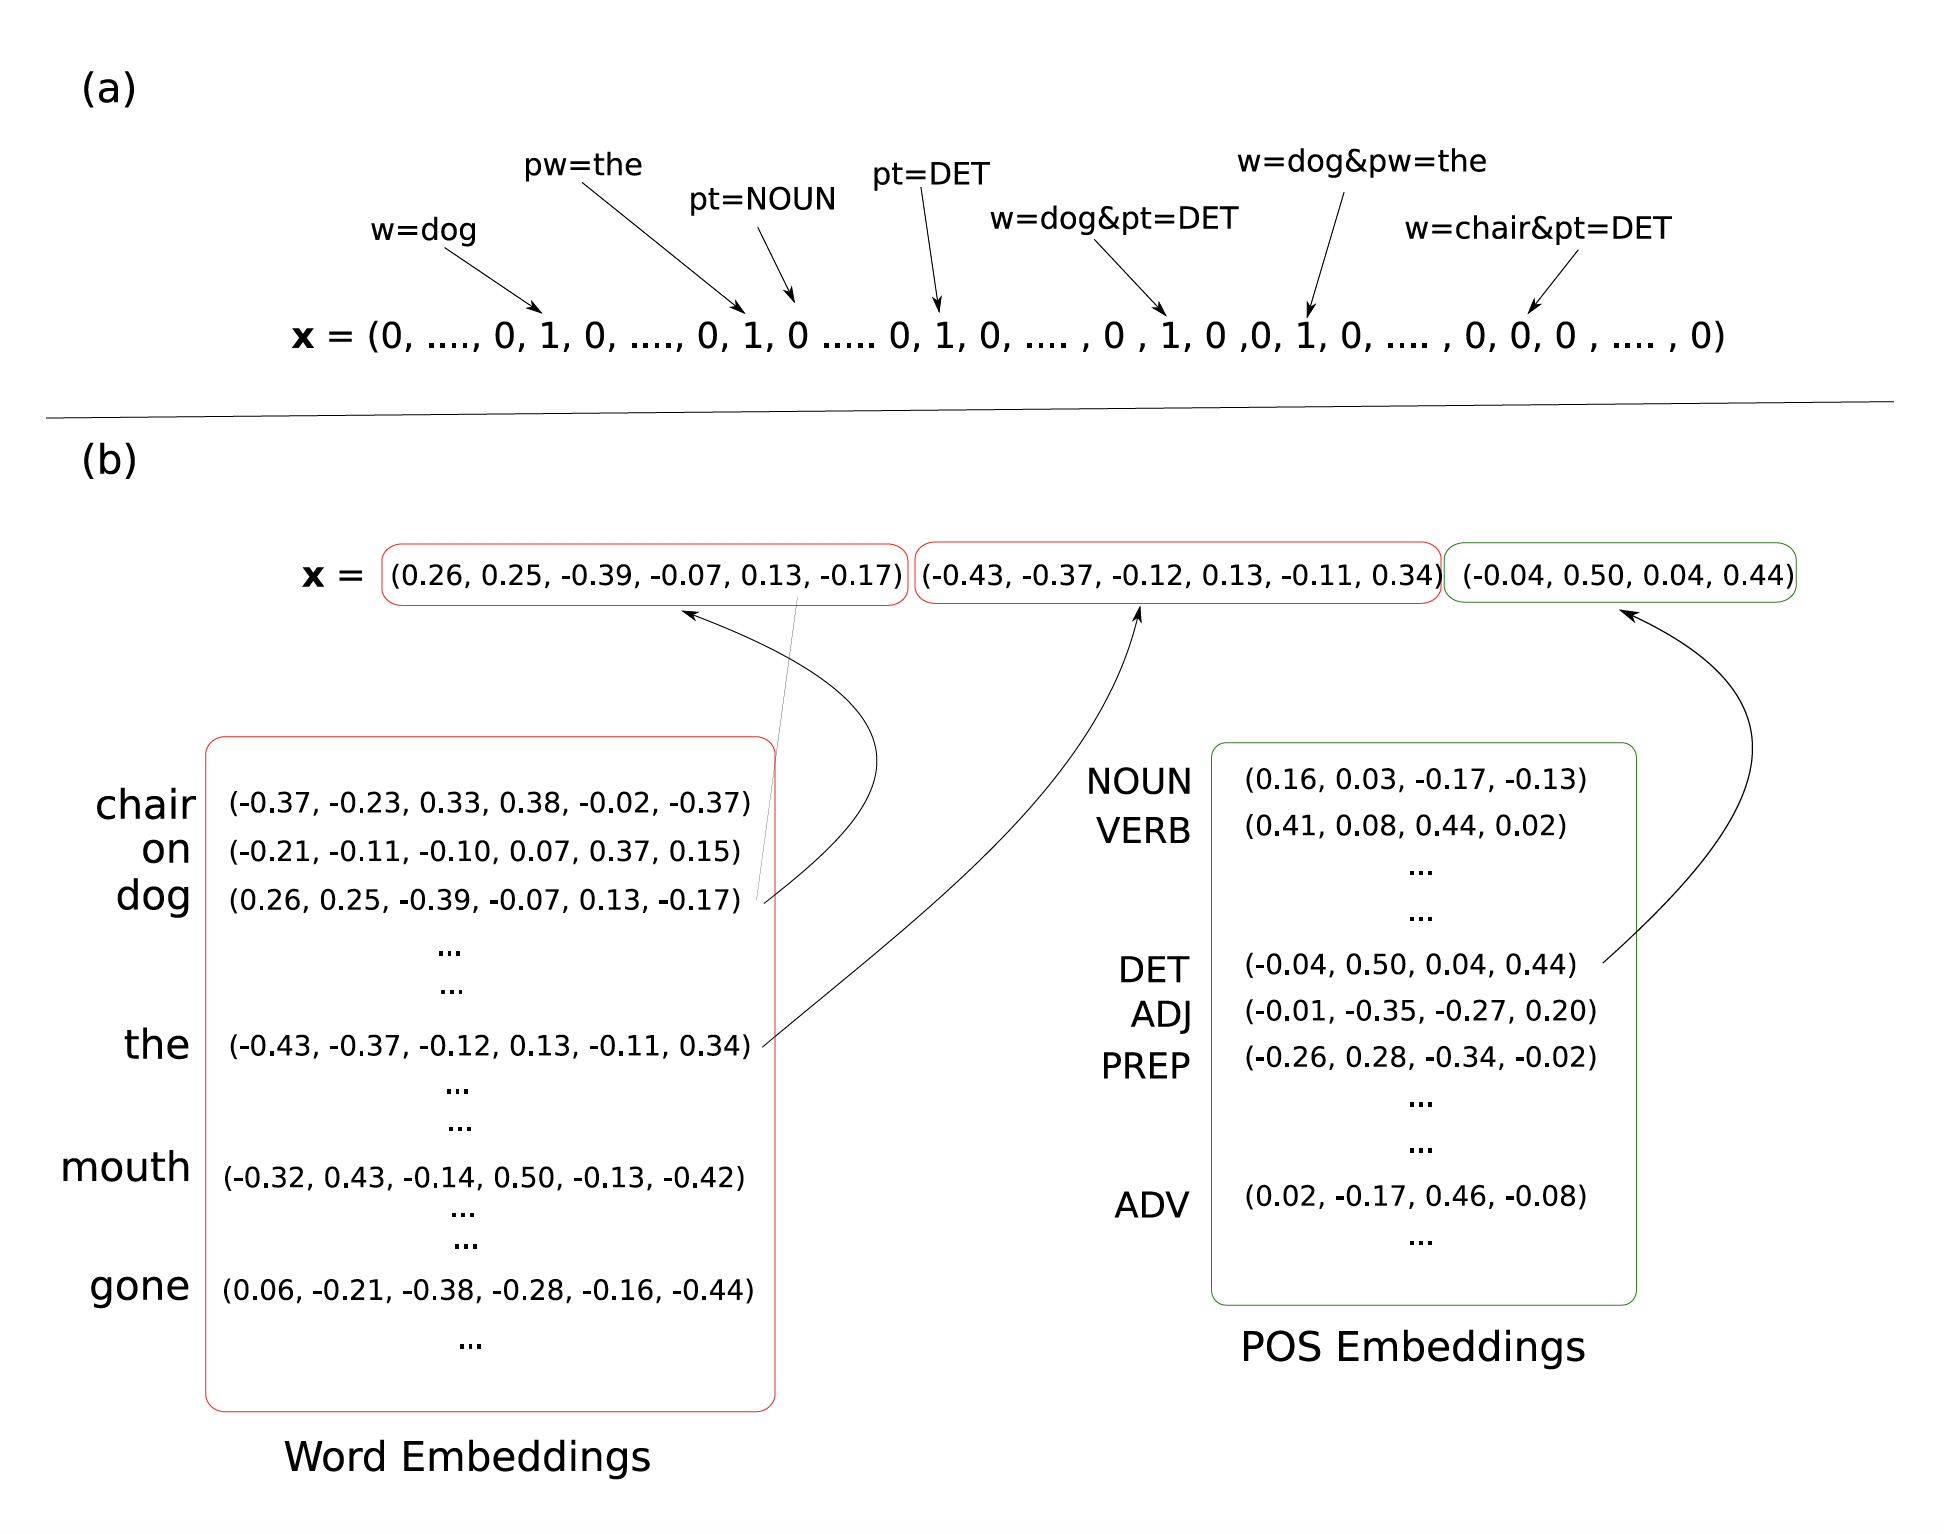 (a)
w=dog
pw=the
pt=NOUN
pt=DET
w=dog&pt=DET
w=dog&pw=the
w=chair&pt=DET
x = (0, ...., 0, 1, 0, ...., 0, 1, 0 ..... 0, 1, 0, .... , 0 , 1, 0 ,0, 1, 0, .... , 0, 0, 0 , .... , 0)
(b)
x = (0.26, 0.25, -0.39, -0.07, 0.13, -0.17) (-0.43, -0.37, -0.12, 0.13, -0.11, 0.34) (-0.04, 0.50, 0.04, 0.44)
chair (-0.37, -0.23, 0.33, 0.38, -0.02, -0.37)
on (-0.21, -0.11, -0.10, 0.07, 0.37, 0.15)
dog (0.26, 0.25, -0.39, -0.07, 0.13, -0.17)
...
...
the (-0.43, -0.37, -0.12, 0.13, -0.11, 0.34)
...
...
mouth (-0.32, 0.43, -0.14, 0.50, -0.13, -0.42)
...
...
gone (0.06, -0.21, -0.38, -0.28, -0.16, -0.44)
...
Word Embeddings
NOUN (0.16, 0.03, -0.17, -0.13)
VERB (0.41, 0.08, 0.44, 0.02)
...
...
DET (-0.04, 0.50, 0.04, 0.44)
ADJ (-0.01, -0.35, -0.27, 0.20)
PREP (-0.26, 0.28, -0.34, -0.02)
...
...
ADV (0.02, -0.17, 0.46, -0.08)
...
POS Embeddings